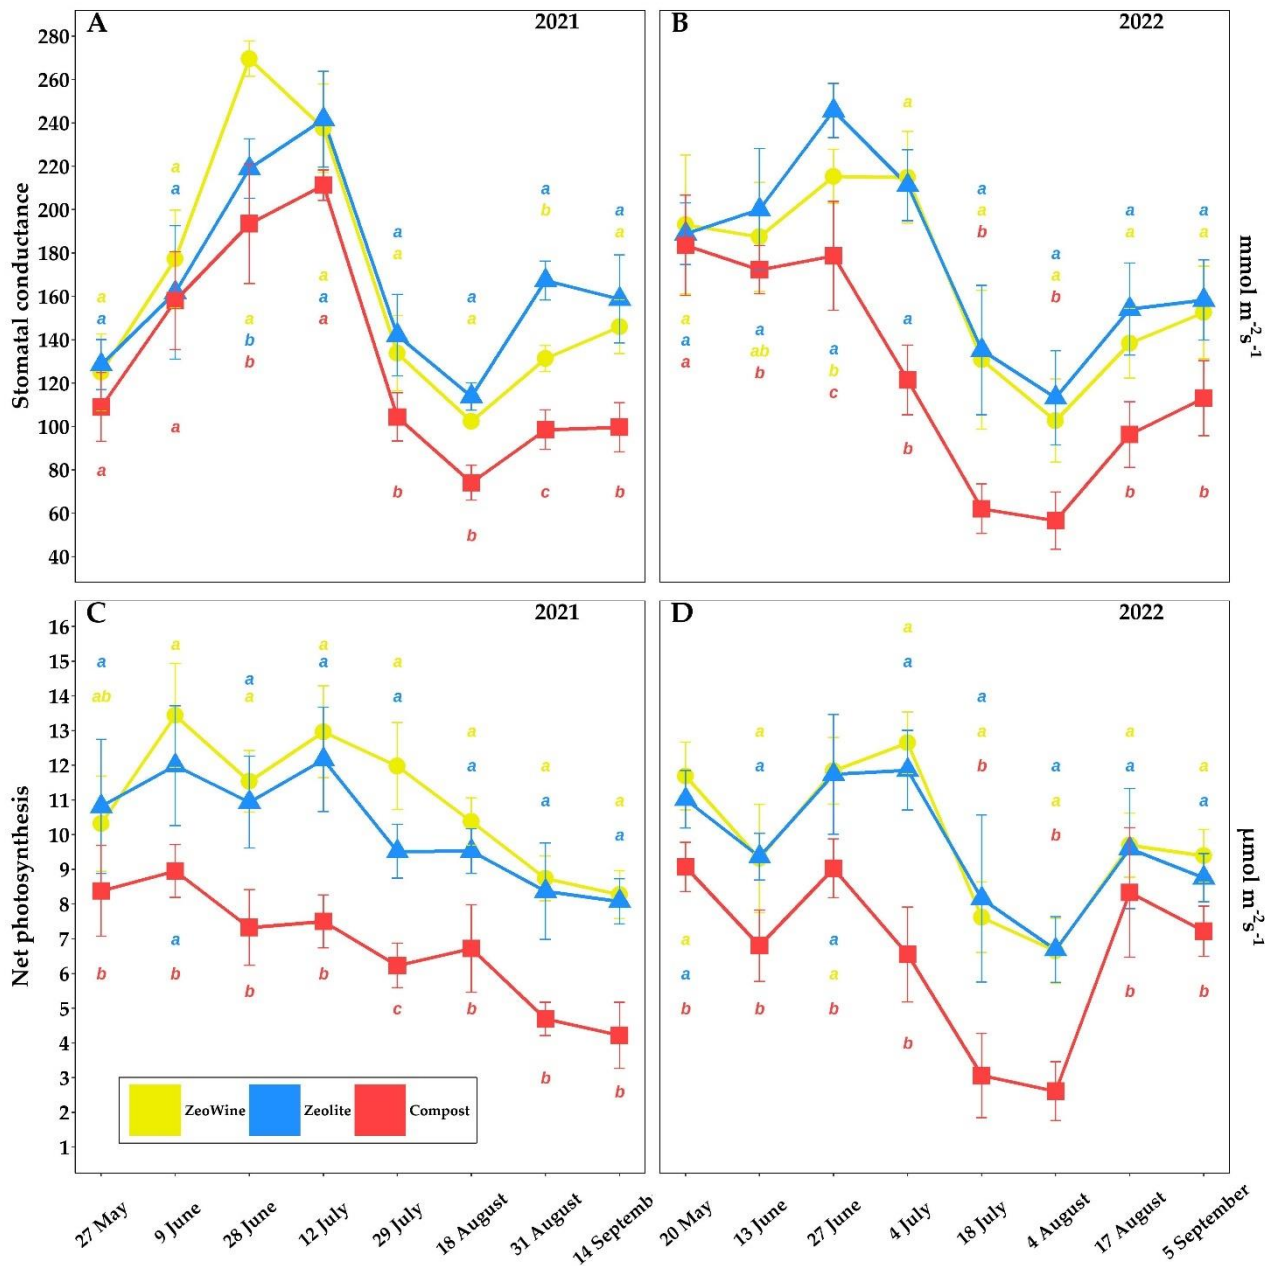 A
2021
Stomatal conductance
280
260
240
220
200
180
160
140
120
100
80
60
40
a
a
a
a
a
a
a
b
b
a
a
a
a
a
b
a
a
b
a
b
c
a
a
b
B
2022
a
a
a
a
ab
b
a
b
c
a
a
b
a
a
b
a
a
b
a
a
b
a
a
b
mmol m⁻²s⁻¹
C
2021
Net photosynthesis
16
15
14
13
12
11
10
9
8
7
6
5
4
3
2
1
a
ab
b
a
a
b
a
a
b
a
a
b
a
a
c
a
a
b
a
a
b
a
a
b
ZeoWine
Zeolite
Compost
27 May
9 June
28 June
12 July
29 July
18 August
31 August
14 Septemb
D
2022
a
a
b
a
a
b
a
a
b
a
a
b
a
a
b
a
a
b
a
a
b
a
a
b
µmol m⁻²s⁻¹
20 May
13 June
27 June
4 July
18 July
4 August
17 August
5 September